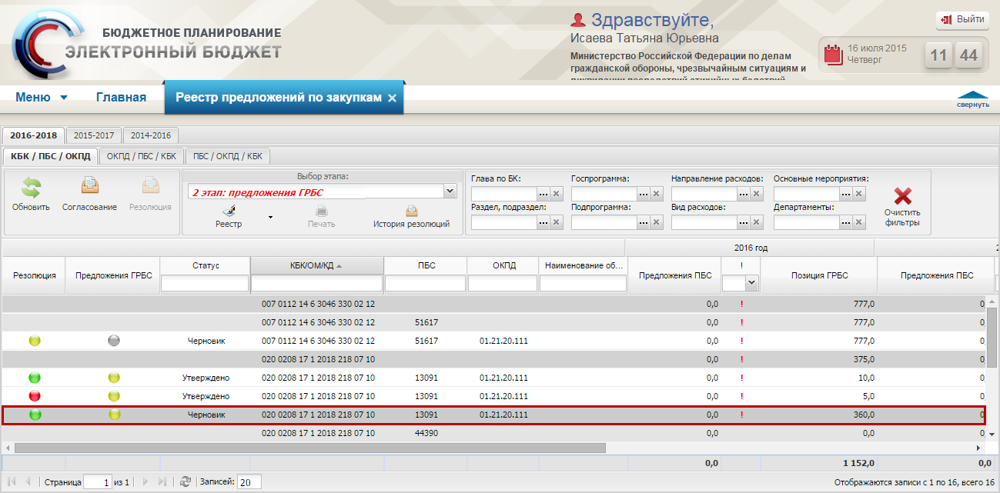 БЮДЖЕТНОЕ ПЛАНИРОВАНИЕ
ЭЛЕКТРОННЫЙ БЮДЖЕТ
Здравствуйте,
Исаева Татьяна Юрьевна
Министерство Российской Федерации по делам
гражданской обороны, чрезвычайным ситуациям и
ликвидации последствий стихийных бедствий
Выйти
16 июля 2015
Четверг
11 44
Меню Главная Реестр предложений по закупкам
свернуть
2016-2018 2015-2017 2014-2016
КБК / ПБС / ОКПД ОКПД / ПБС / КБК ПБС / ОКПД / КБК
Обновить Согласование Резолюция
Выбор этапа:
2 этап: предложения ГРБС
Реестр Печать История резолюций
Глава по БК: Госпрограмма: Направление расходов: Основные мероприятия:
Раздел, подраздел: Подпрограмма: Вид расходов: Департаменты:
Очистить
фильтры
2016 год 2
Резолюция Предложения ГРБС Статус КБК/ОМ/КД ПБС ОКПД Наименование об... Предложения ПБС ! Позиция ГРБС Предложения ПБС
007 0112 14 6 3046 330 02 12 0,0 ! 777,0 0,
007 0112 14 6 3046 330 02 12 51617 0,0 ! 777,0 0,
Черновик 007 0112 14 6 3046 330 02 12 51617 01.21.20.111 0,0 ! 777,0 0,
020 0208 17 1 2018 218 07 10 0,0 ! 375,0 0,
Утверждено 020 0208 17 1 2018 218 07 10 13091 01.21.20.111 0,0 ! 10,0 0,
Утверждено 020 0208 17 1 2018 218 07 10 13091 01.21.20.111 0,0 ! 5,0 0,
Черновик 020 0208 17 1 2018 218 07 10 13091 01.21.20.111 0,0 ! 360,0 0
020 0208 17 1 2018 218 07 10 44390 0,0 0,0 0,
0,0 1 152,0 0,0
Страница 1 из 1 Записей: 20 Отображаются записи с 1 по 16, всего 16